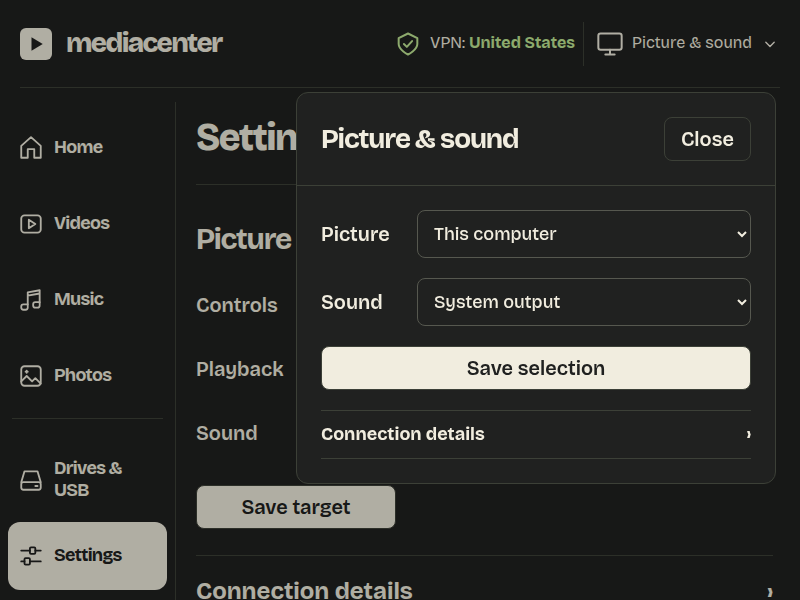 mediacenter
VPN: United States
Picture & sound
Home
Videos
Music
Photos
Drives &
USB
Settings
Settin
Picture
Controls
Playback
Sound
Save target
Connection details
Picture & sound
Close
Picture
This computer
Sound
System output
Save selection
Connection details